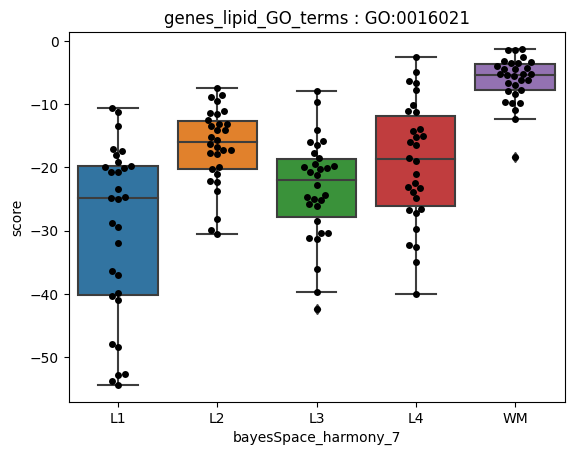 genes_lipid_GO_terms : GO:0016021
0
−10
−20
−30
−40
−50
score
L1 L2 L3 L4 WM
bayesSpace_harmony_7